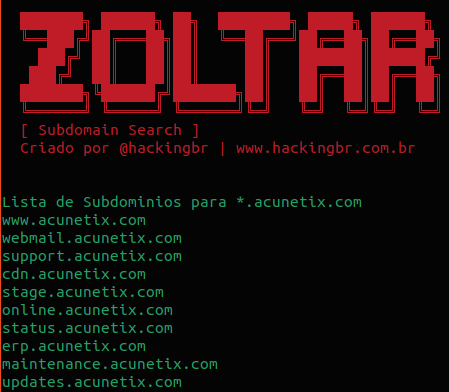 ZOLTAR
[ Subdomain Search ]
Criado por @hackingbr | www.hackingbr.com.br
Lista de Subdominios para *.acunetix.com
www.acunetix.com
webmail.acunetix.com
support.acunetix.com
cdn.acunetix.com
stage.acunetix.com
online.acunetix.com
status.acunetix.com
erp.acunetix.com
maintenance.acunetix.com
updates.acunetix.com